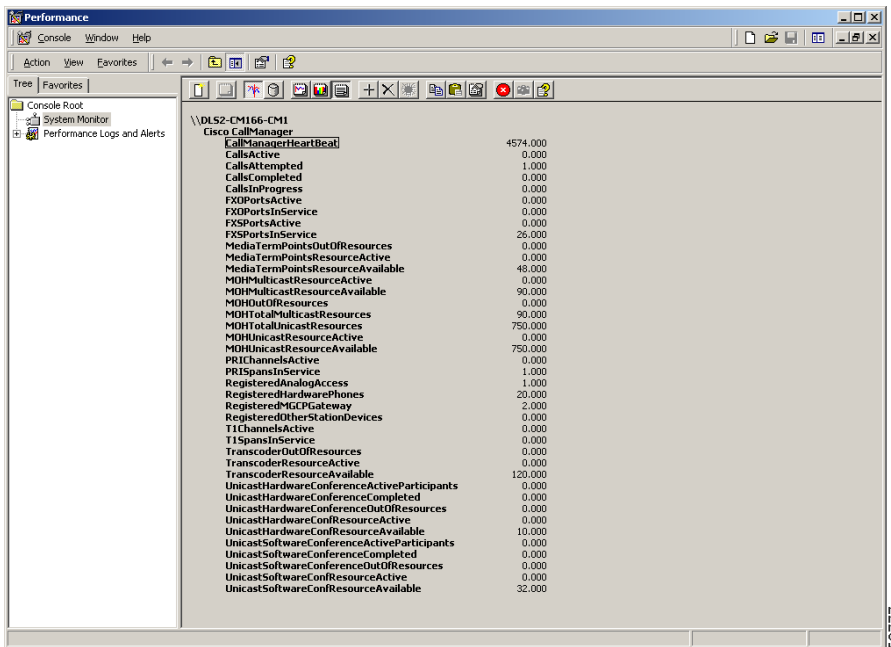 Performance
Console Window Help
Action View Favorites
Tree Favorites
Console Root
System Monitor
Performance Logs and Alerts
\\DLS2-CM166-CM1
Cisco CallManager
CallManagerHeartBeat 4574.000
CallsActive 0.000
CallsAttempted 1.000
CallsCompleted 0.000
CallsInProgress 0.000
FXOPortsActive 0.000
FXOPortsInService 0.000
FXSPortsActive 0.000
FXSPortsInService 26.000
MediaTermPointsOutOfResources 0.000
MediaTermPointsResourceActive 0.000
MediaTermPointsResourceAvailable 48.000
MOHMulticastResourceActive 0.000
MOHMulticastResourceAvailable 90.000
MOHOutOfResources 0.000
MOHTotalMulticastResources 90.000
MOHTotalUnicastResources 750.000
MOHUnicastResourceActive 0.000
MOHUnicastResourceAvailable 750.000
PRIChannelsActive 0.000
PRISpansInService 1.000
RegisteredAnalogAccess 1.000
RegisteredHardwarePhones 20.000
RegisteredMGCPGateway 2.000
RegisteredOtherStationDevices 0.000
T1ChannelsActive 0.000
T1SpansInService 0.000
TranscoderOutOfResources 0.000
TranscoderResourceActive 0.000
TranscoderResourceAvailable 120.000
UnicastHardwareConferenceActiveParticipants 0.000
UnicastHardwareConferenceCompleted 0.000
UnicastHardwareConferenceOutOfResources 0.000
UnicastHardwareConfResourceActive 0.000
UnicastHardwareConfResourceAvailable 10.000
UnicastSoftwareConferenceActiveParticipants 0.000
UnicastSoftwareConferenceCompleted 0.000
UnicastSoftwareConferenceOutOfResources 0.000
UnicastSoftwareConfResourceActive 0.000
UnicastSoftwareConfResourceAvailable 32.000